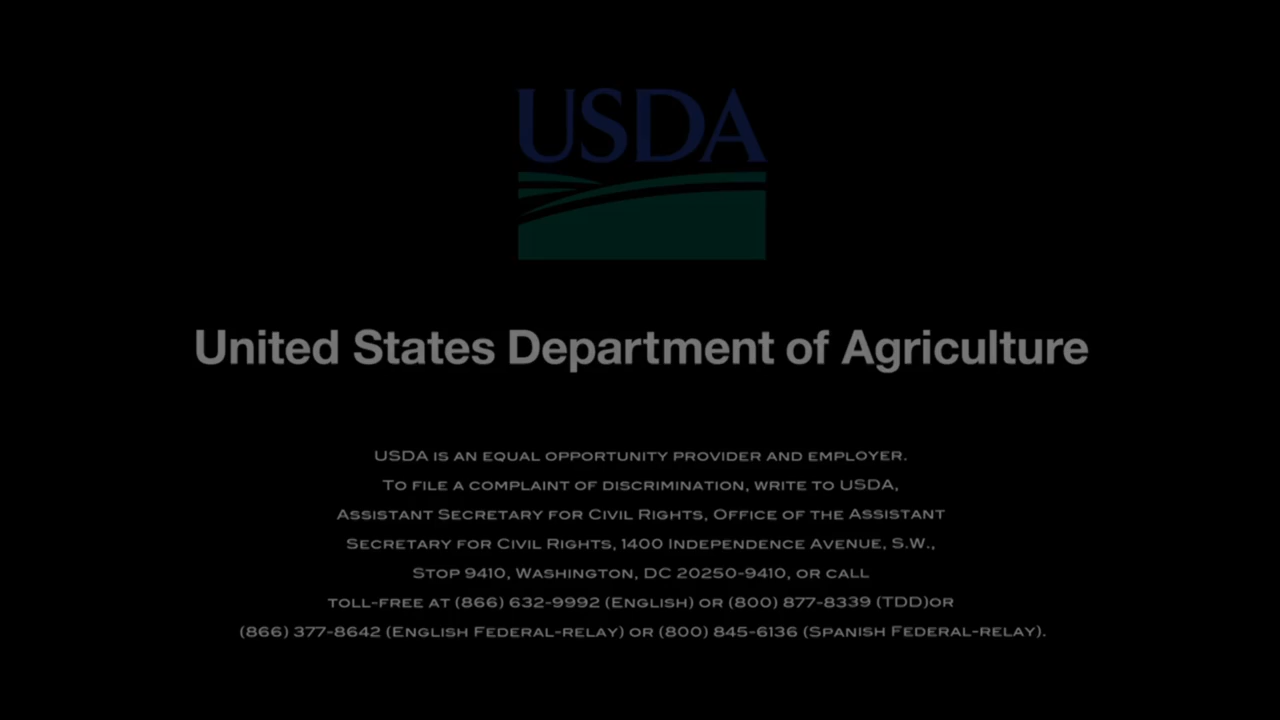 USDA
United States Department of Agriculture
USDA IS AN EQUAL OPPORTUNITY PROVIDER AND EMPLOYER.
TO FILE A COMPLAINT OF DISCRIMINATION, WRITE TO USDA,
ASSISTANT SECRETARY FOR CIVIL RIGHTS, OFFICE OF THE ASSISTANT
SECRETARY FOR CIVIL RIGHTS, 1400 INDEPENDENCE AVENUE, S.W.,
STOP 9410, WASHINGTON, DC 20250-9410, OR CALL
TOLL-FREE AT (866) 632-9992 (ENGLISH) OR (800) 877-8339 (TDD)OR
(866) 377-8642 (ENGLISH FEDERAL-RELAY) OR (800) 845-6136 (SPANISH FEDERAL-RELAY).